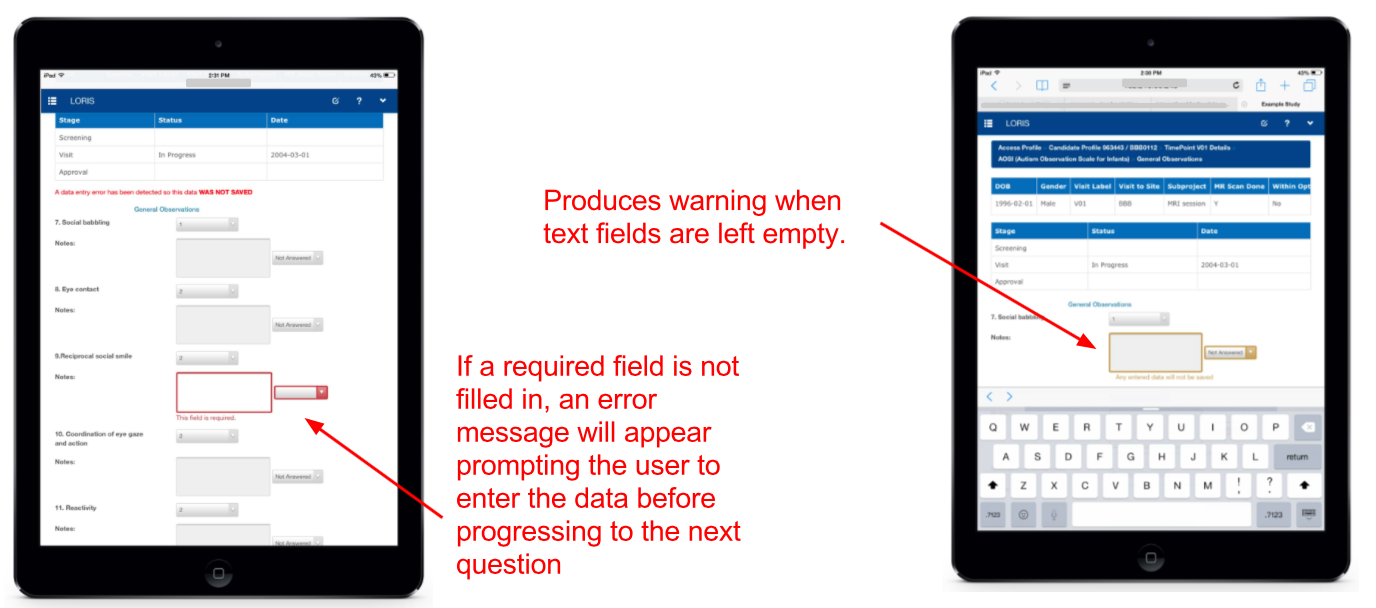 iPad 2:31 PM 43%
LORIS ?
Stage Status Date
Screening
Visit In Progress 2004-03-01
Approval
A data entry error has been detected so this data WAS NOT SAVED
General Observations
7. Social babbling 1
Notes:
Not Answered
8. Eye contact 2
Notes:
Not Answered
9.Reciprocal social smile 3
Notes:
This field is required.
10. Coordination of eye gaze 2
and action
Notes:
Not Answered
11. Reactivity 2
Notes:
Not Answered
Produces warning when
text fields are left empty.
If a required field is not
filled in, an error
message will appear
prompting the user to
enter the data before
progressing to the next
question
iPad 2:00 PM 43%
Example Study
LORIS ?
Access Profile Candidate Profile 963443 / BBB0112 TimePoint V01 Details
AOSI (Autism Observation Scale for Infants) General Observations
DOB Gender Visit Label Visit to Site Subproject MR Scan Done Within Opt
1996-02-01 Male V01 BBB MRI session Y No
Stage Status Date
Screening
Visit In Progress 2004-03-01
Approval
General Observations
7. Social babbling 1
Notes:
Not Answered
Any entered data will not be saved
Q W E R T Y U I O P
A S D F G H J K L return
Z X C V B N M ! , ? .
.?123 .?123